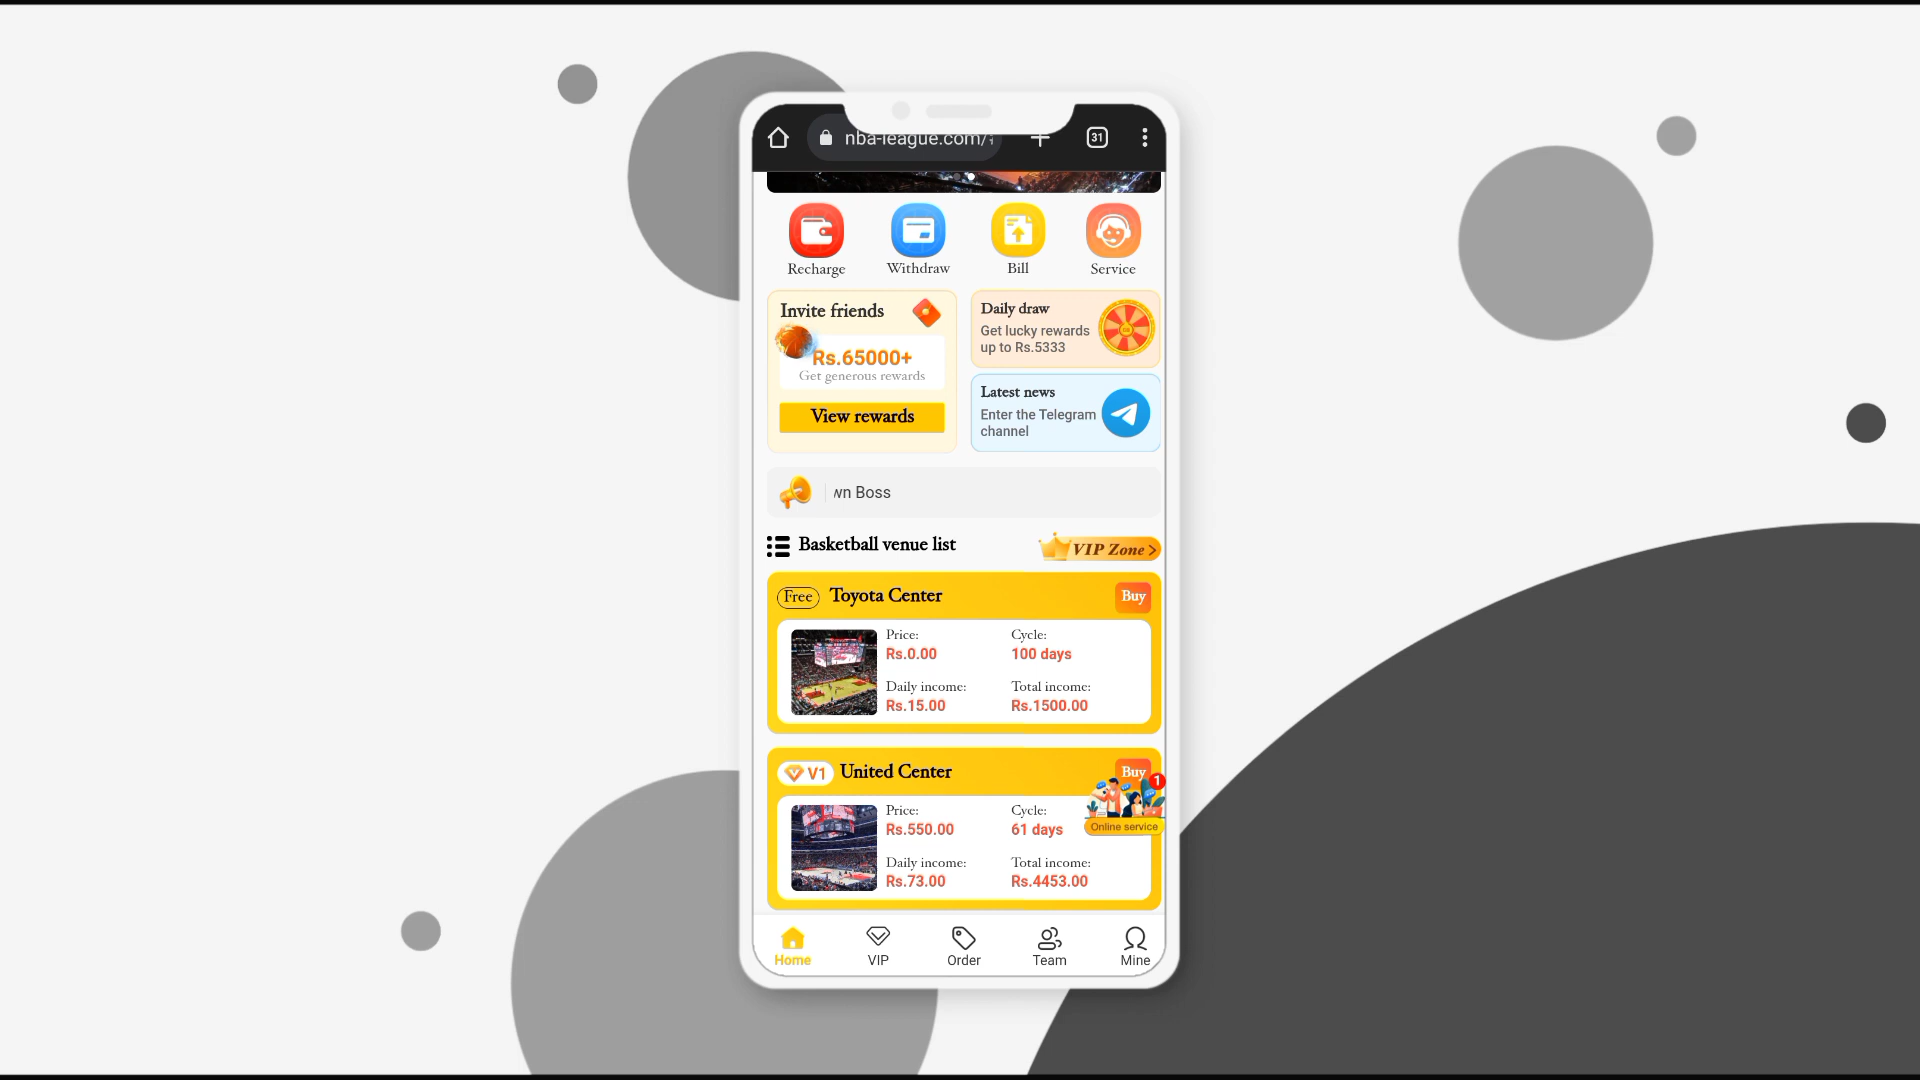 nba-league.com/
31
Recharge
Withdraw
Bill
Service
Invite friends
Rs.65000+
Get generous rewards
View rewards
Daily draw
Get lucky rewards
up to Rs.5333
Latest news
Enter the Telegram
channel
wn Boss
Basketball venue list
VIP Zone >
Free
Toyota Center
Buy
Price:
Cycle:
Rs.0.00
100 days
Daily income:
Total income:
Rs.15.00
Rs.1500.00
V1
United Center
Buy
1
Price:
Cycle:
Rs.550.00
61 days
Online service
Daily income:
Total income:
Rs.73.00
Rs.4453.00
Home
VIP
Order
Team
Mine